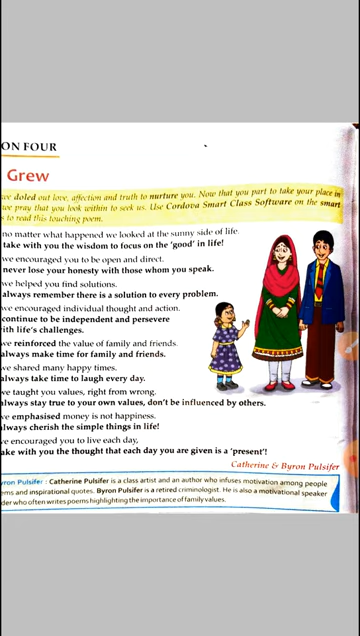 ON FOUR
Grew
we doled out love, affection and truth to nurture you. Now that you part to take your place in
we pray that you look within to seek us. Use Cordova Smart Class Software on the smart
s to read this touching poem.
no matter what happened we looked at the sunny side of life
take with you the wisdom to focus on the 'good' in life!
we encouraged you to be open and direct.
never lose your honesty with those whom you speak.
we helped you find solutions.
always remember there is a solution to every problem.
we encouraged individual thought and action.
continue to be independent and persevere
ith life's challenges.
we reinforced the value of family and friends.
always make time for family and friends.
we shared many happy times.
always take time to laugh every day.
we taught you values, right from wrong.
always stay true to your own values, don't be influenced by others.
ve emphasised money is not happiness.
lways cherish the simple things in life!
ve encouraged you to live each day,
ake with you the thought that each day you are given is a 'present'!
Catherine & Byron Pulsifer
yron Pulsifer : Catherine Pulsifer is a class artist and an author who infuses motivation among people
ems and inspirational quotes. Byron Pulsifer is a retired criminologist. He is also a motivational speaker
der who often writes poems highlighting the importance of family values.